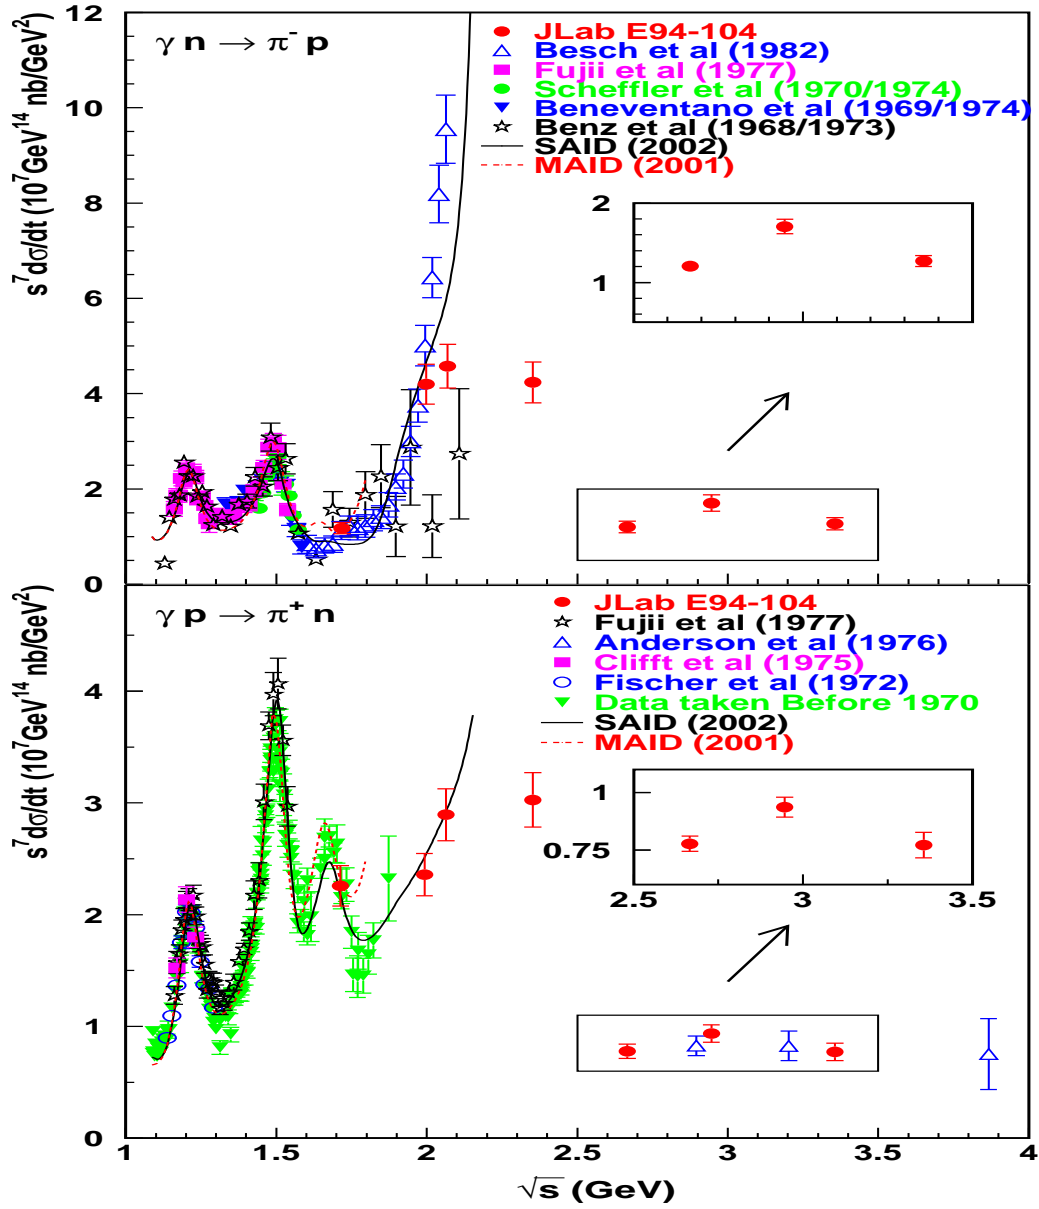 s⁷dσ/dt (10⁷GeV¹⁴ nb/GeV²)
12
10
8
6
4
2
0
γ n → π⁻ p
JLab E94-104
Besch et al (1982)
Fujii et al (1977)
Scheffler et al (1970/1974)
Beneventano et al (1969/1974)
Benz et al (1968/1973)
SAID (2002)
MAID (2001)
2
1
s⁷dσ/dt (10⁷GeV¹⁴ nb/GeV²)
4
3
2
1
0
γ p → π⁺ n
JLab E94-104
Fujii et al (1977)
Anderson et al (1976)
Clifft et al (1975)
Fischer et al (1972)
Data taken Before 1970
SAID (2002)
MAID (2001)
1
0.75
2.5 3 3.5
1 1.5 2 2.5 3 3.5 4
√s (GeV)